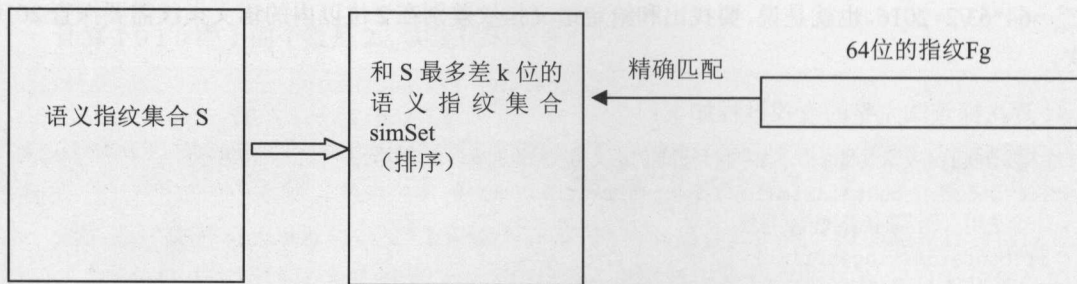 语义指纹集合 S
和 S 最多差 k 位的
语义指纹集合
simSet
（排序）
精确匹配
64位的指纹Fg